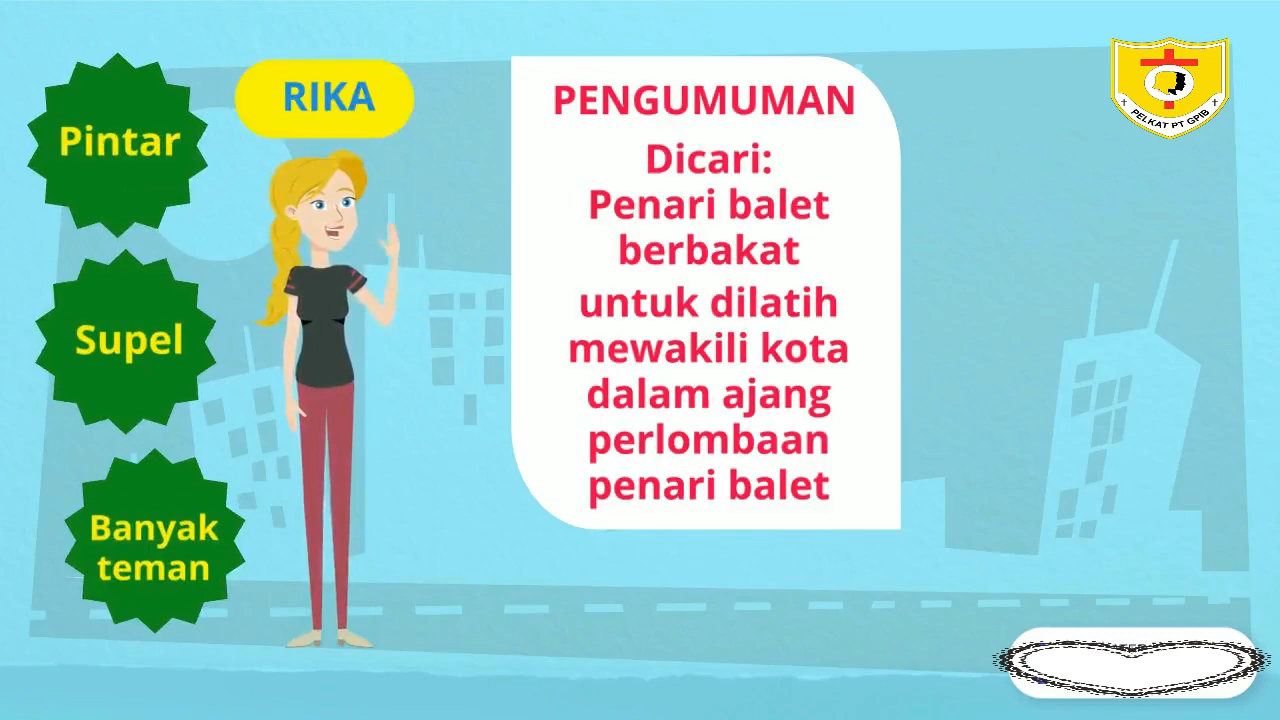 Pintar
Supel
Banyak
teman
RIKA
PENGUMUMAN
Dicari:
Penari balet
berbakat
untuk dilatih
mewakili kota
dalam ajang
perlombaan
penari balet
PELKAT PT GPIB